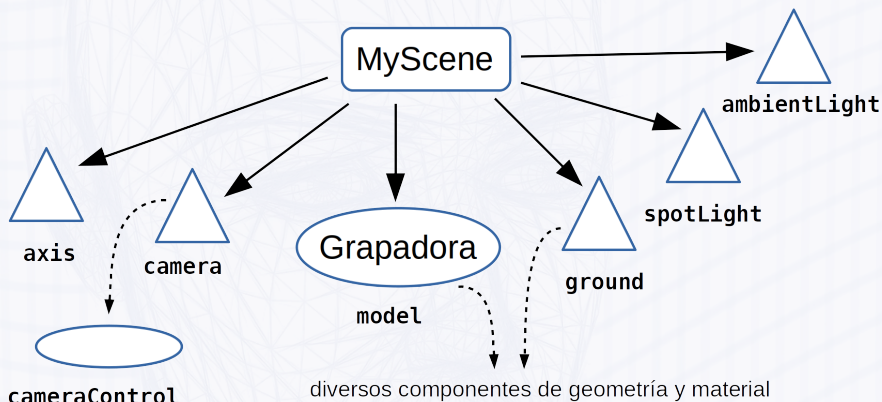 MyScene
ambientLight
spotLight
axis
camera
Grapadora
ground
model
cameraControl
diversos componentes de geometría y material